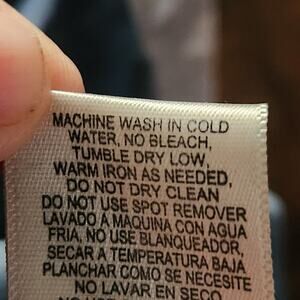 MACHINE WASH IN COLD
WATER, NO BLEACH,
TUMBLE DRY LOW,
WARM IRON AS NEEDED,
DO NOT DRY CLEAN
DO NOT USE SPOT REMOVER
LAVADO A MAQUINA CON AGUA
FRIA, NO USE BLANQUEADOR,
SECAR A TEMPERATURA BAJA
PLANCHAR COMO SE NECESITE
NO LAVAR EN SECO